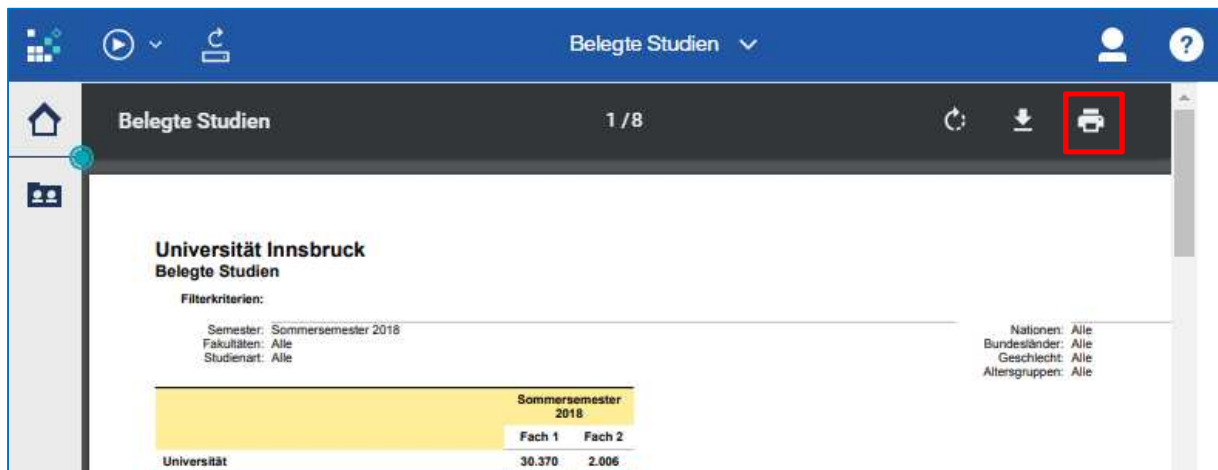 Belegte Studien
?
Belegte Studien 1 / 8
Universität Innsbruck
Belegte Studien
Filterkriterien:
Semester: Sommersemester 2018 Nationen: Alle
Fakultäten: Alle Bundesländer: Alle
Studienart: Alle Geschlecht: Alle
Altersgruppen: Alle
Sommersemester
2018
Fach 1 Fach 2
Universität 30.370 2.006